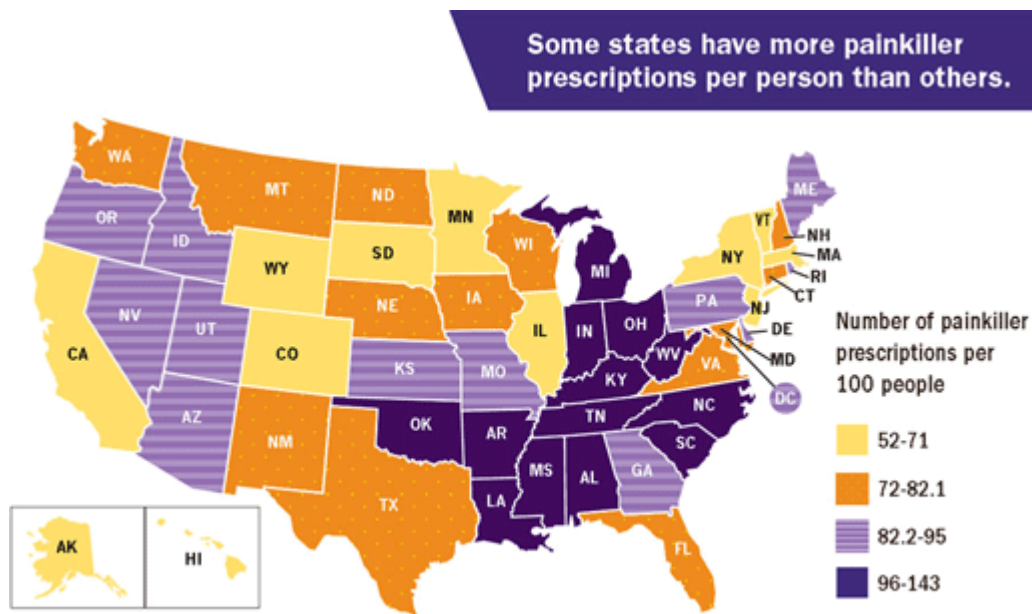 Some states have more painkiller
prescriptions per person than others.
WA
MT
ND
MN
OR
ID
SD
WI
MI
WY
NE
IA
NV
UT
CO
KS
MO
IL
IN
OH
WV
PA
NY
VT
ME
NH
MA
RI
CT
NJ
DE
MD
DC
VA
KY
CA
AZ
NM
OK
AR
TN
NC
SC
MS
AL
GA
TX
LA
FL
AK
HI
Number of painkiller
prescriptions per
100 people
52-71
72-82.1
82.2-95
96-143